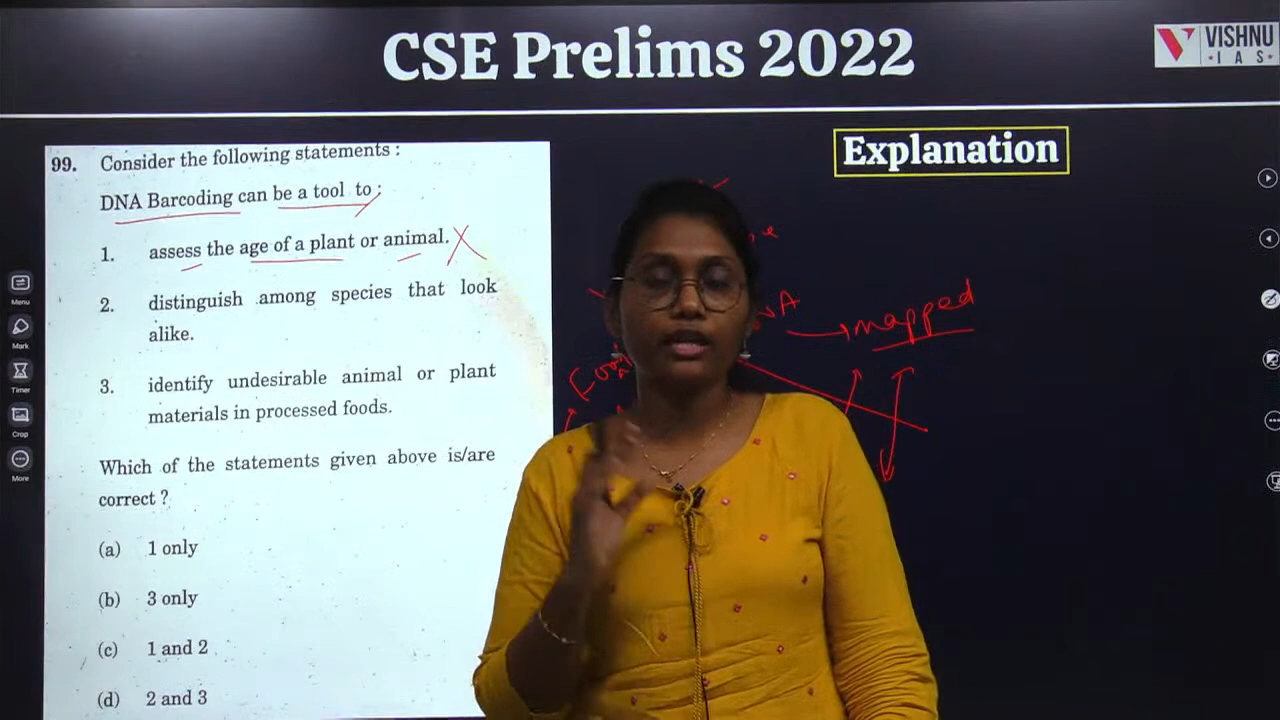 CSE Prelims 2022
VISHNU
I A S
Explanation
99. Consider the following statements :
DNA Barcoding can be a tool to :
1. assess the age of a plant or animal.
2. distinguish among species that look
alike.
3. identify undesirable animal or plant
materials in processed foods.
Which of the statements given above is/are
correct ?
(a) 1 only
(b) 3 only
(c) 1 and 2
(d) 2 and 3
mapped
Menu
Mark
Timer
Crop
More